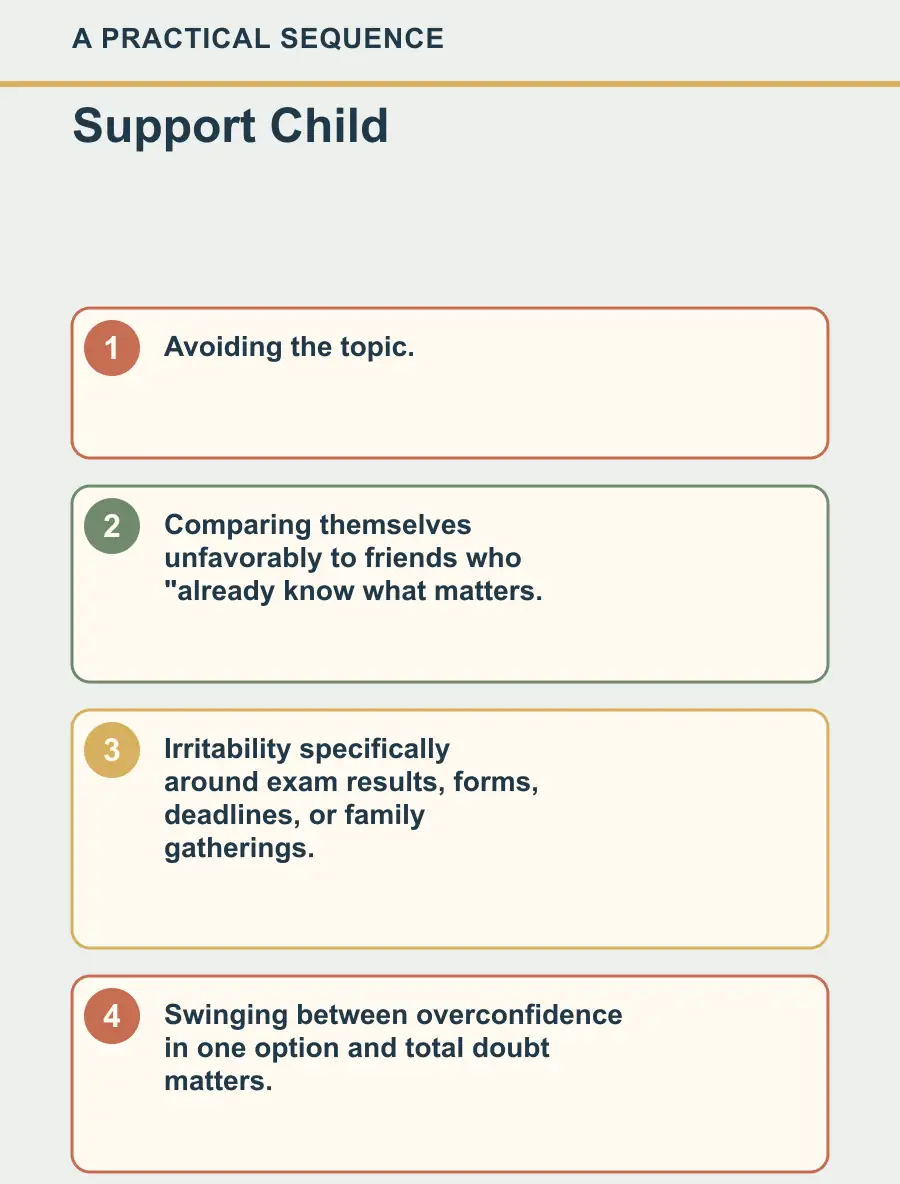 A PRACTICAL SEQUENCE
Support Child
1
Avoiding the topic.
2
Comparing themselves
unfavorably to friends who
"already know what matters.
3
Irritability specifically
around exam results, forms,
deadlines, or family
gatherings.
4
Swinging between overconfidence
in one option and total doubt
matters.